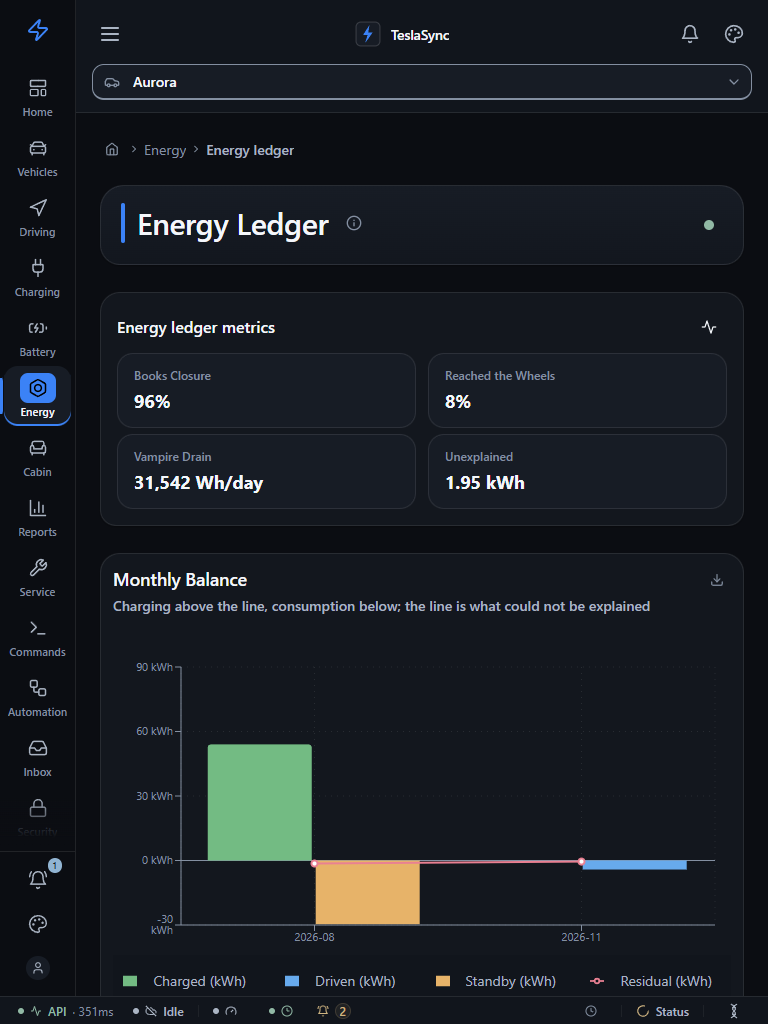 TeslaSync
Aurora
Home
Vehicles
Driving
Charging
Battery
Energy
Cabin
Reports
Service
Commands
Automation
Inbox
Security
1
Energy
Energy ledger
Energy Ledger
Energy ledger metrics
Books Closure
96%
Reached the Wheels
8%
Vampire Drain
31,542 Wh/day
Unexplained
1.95 kWh
Monthly Balance
Charging above the line, consumption below; the line is what could not be explained
90 kWh
60 kWh
30 kWh
0 kWh
-30
kWh
2026-08
2026-11
Charged (kWh)
Driven (kWh)
Standby (kWh)
Residual (kWh)
API · 351ms
Idle
2
Status